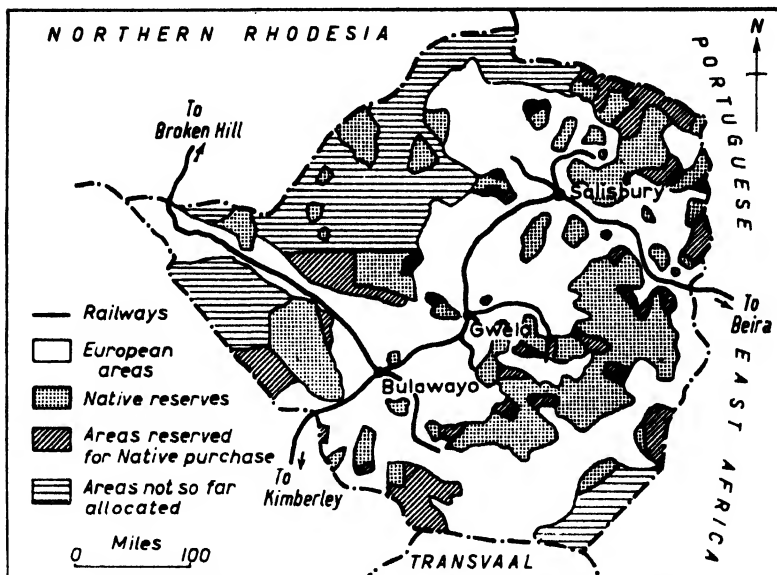 NORTHERN RHODESIA
N
PORTUGUESE
EAST AFRICA
To
Broken Hill
Salisbury
To
Beira
Gwelo
Bulawayo
To
Kimberley
TRANSVAAL
Railways
European
areas
Native reserves
Areas reserved
for Native purchase
Areas not so far
allocated
Miles
0 100